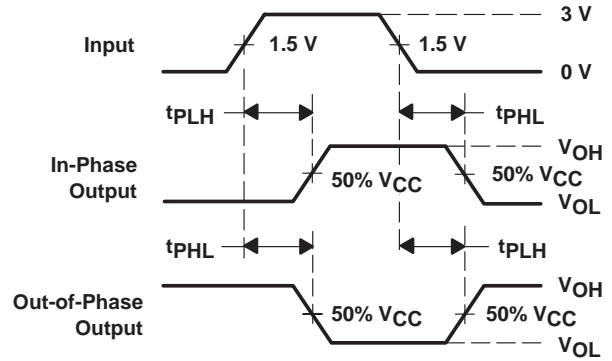 3 V
Input
1.5 V
1.5 V
0 V
tPLH
tPHL
VOH
In-Phase
Output
50% VCC
50% VCC
VOL
tPHL
tPLH
VOH
Out-of-Phase
Output
50% VCC
50% VCC
VOL